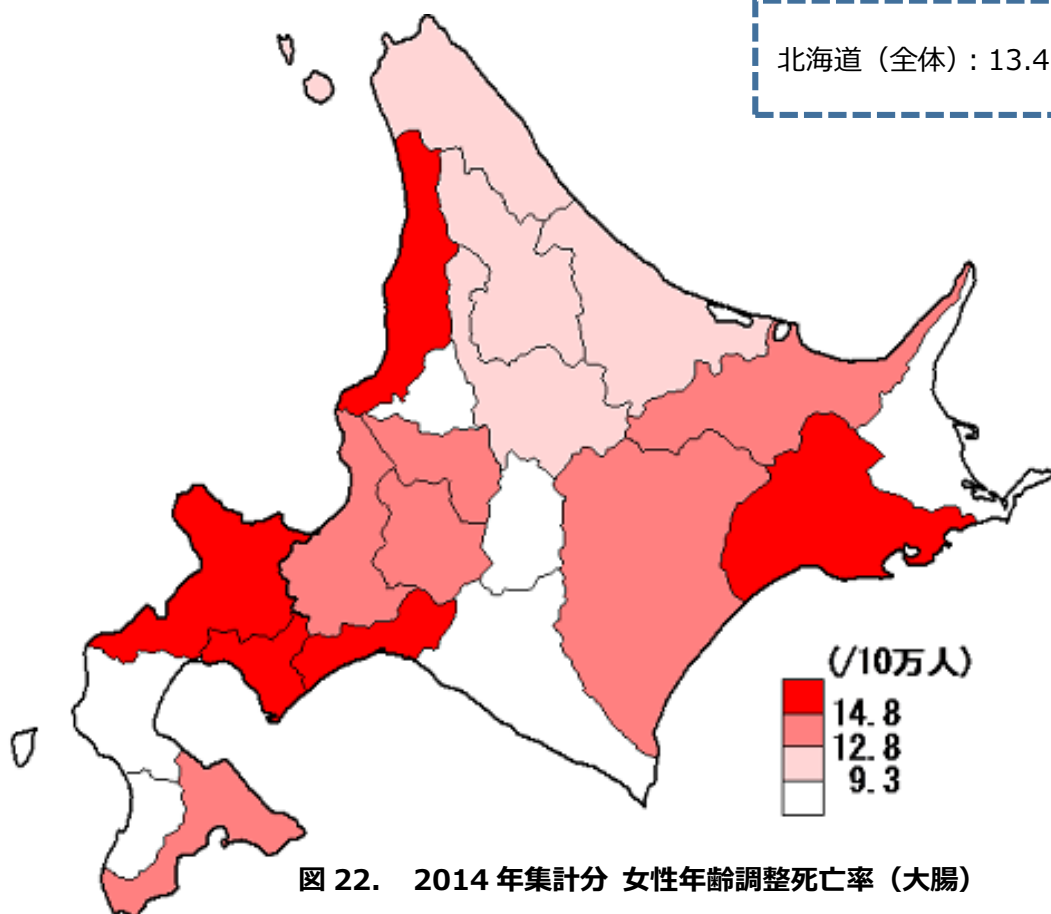 北海道（全体）: 13.4
(/10万人)
14.8
12.8
9.3
図 22. 2014 年集計分 女性年齢調整死亡率（大腸）